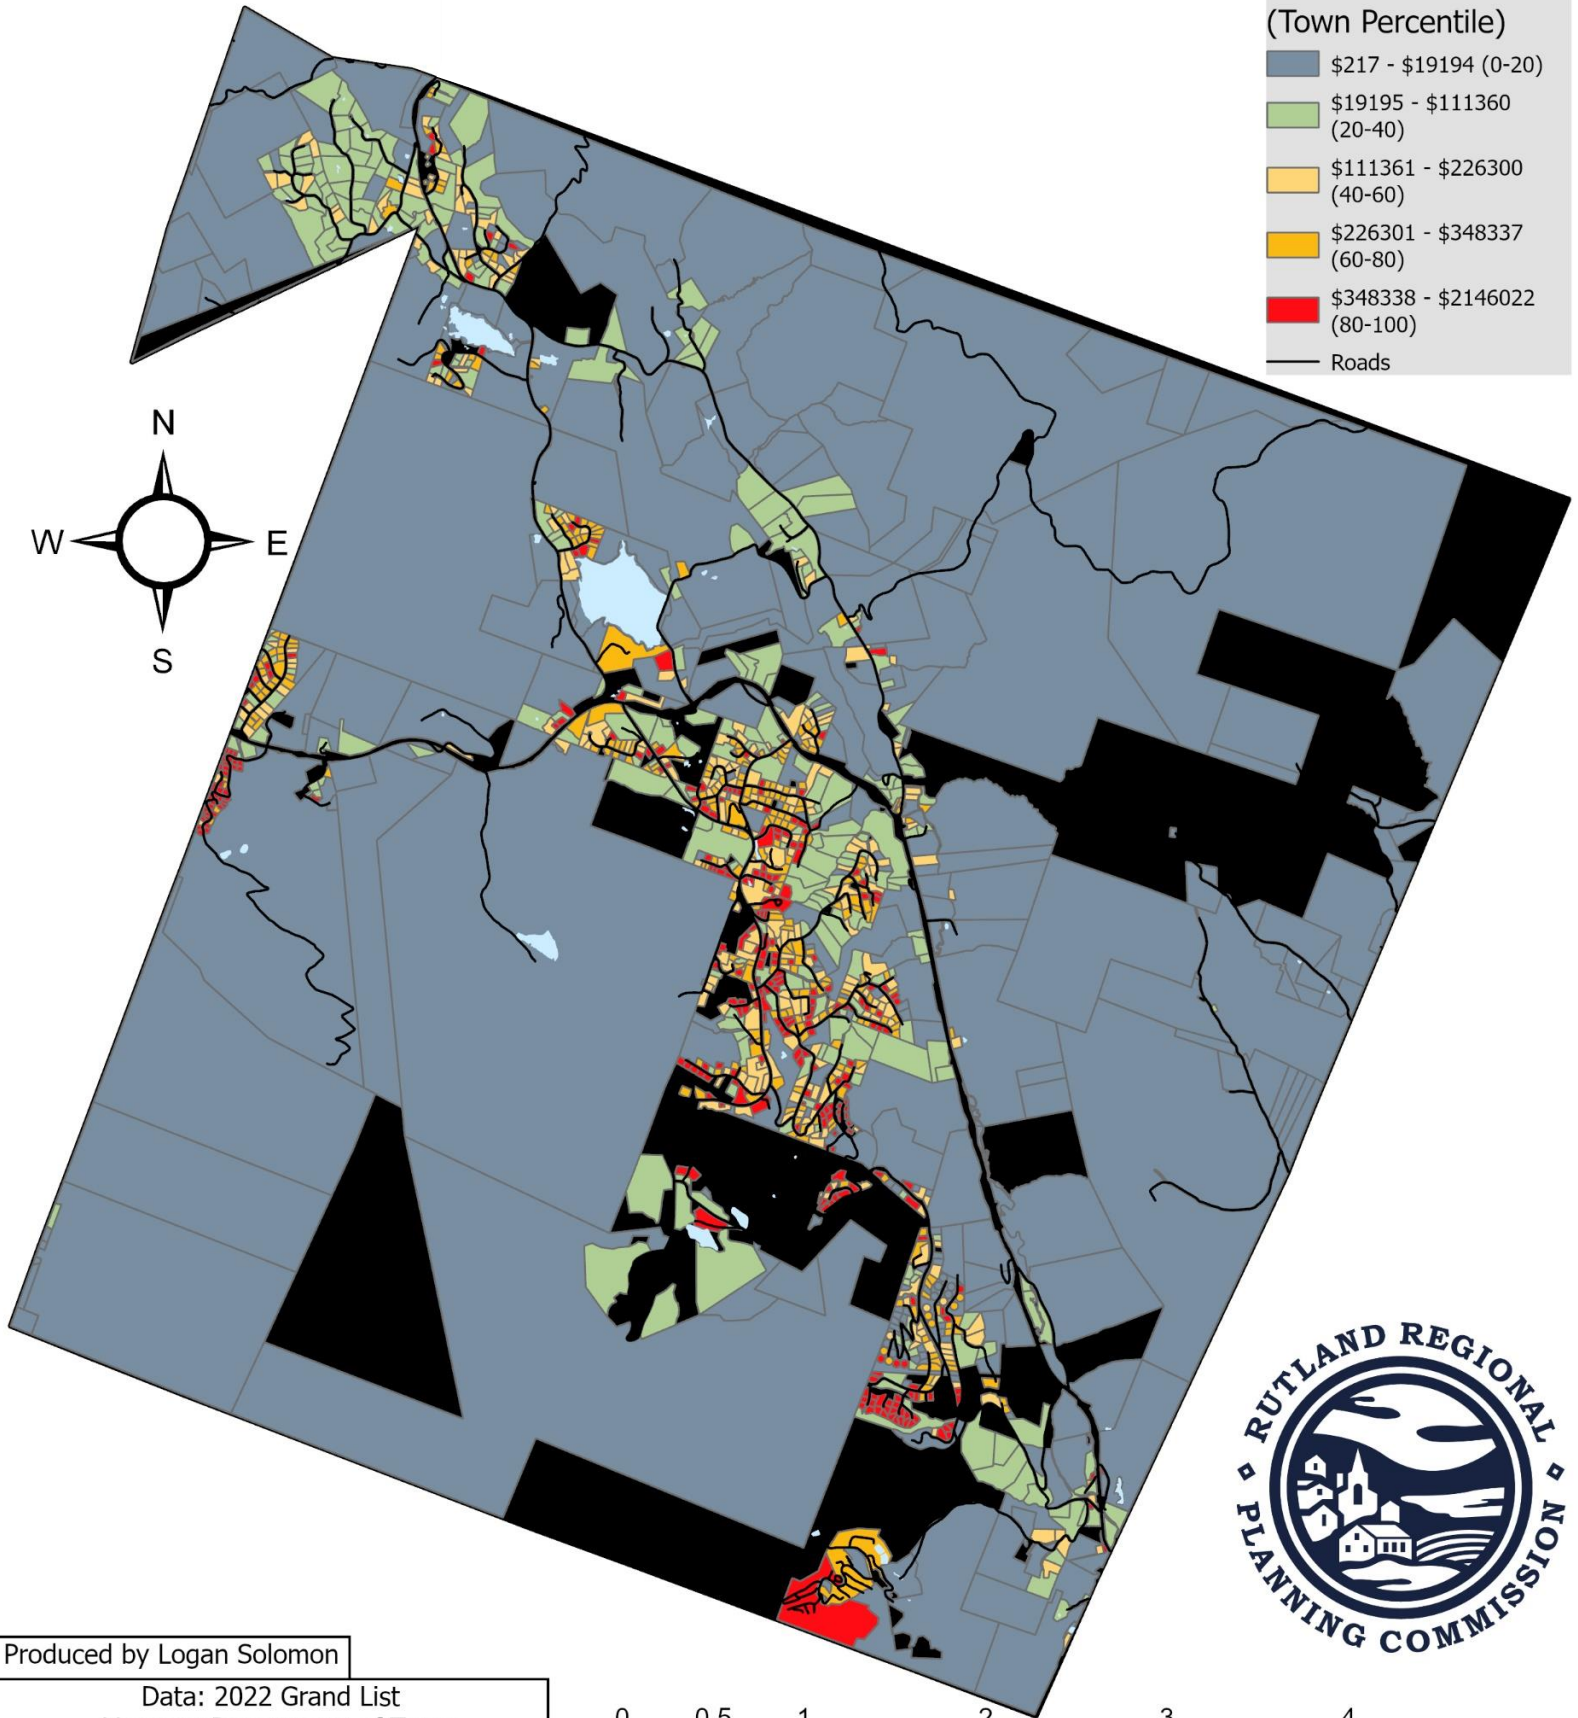 (Town Percentile)
$217 - $19194 (0-20)
$19195 - $111360
(20-40)
$111361 - $226300
(40-60)
$226301 - $348337
(60-80)
$348338 - $2146022
(80-100)
Roads
N
W E
S
RUTLAND REGIONAL
PLANNING COMMISSION
Produced by Logan Solomon
Data: 2022 Grand List
0 0.5 1 2 3 4